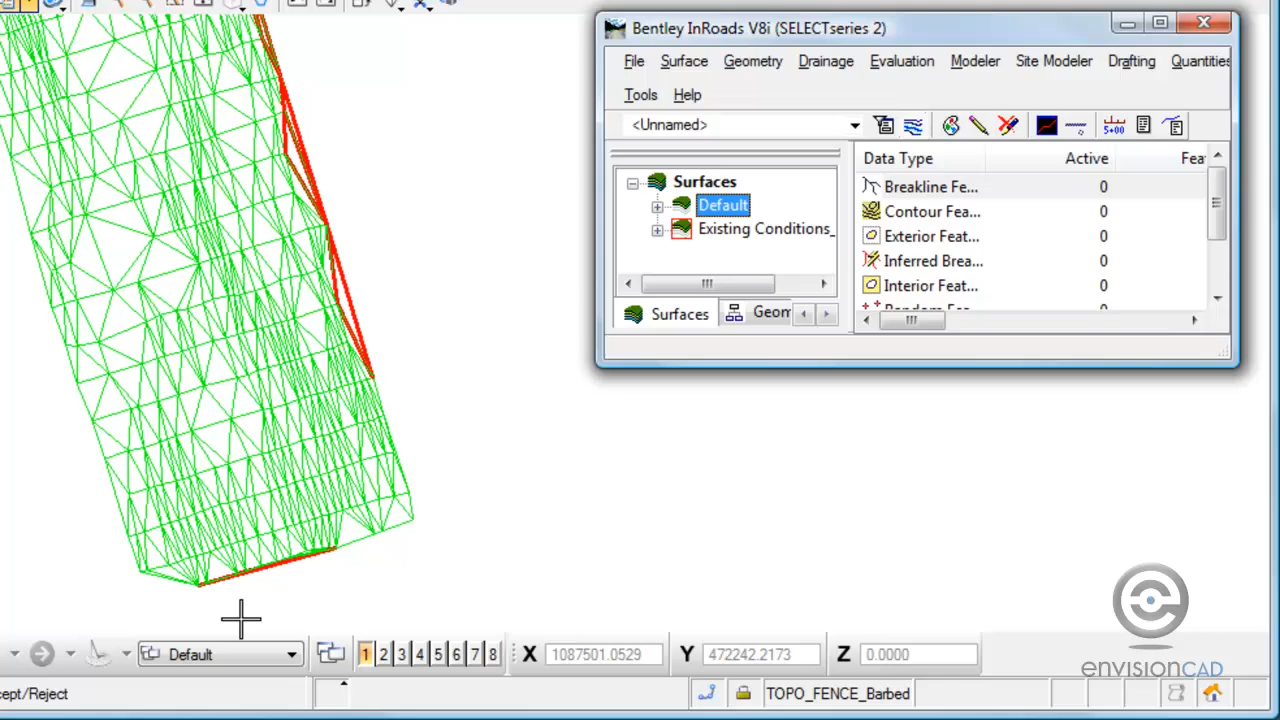 Bentley InRoads V8i (SELECTseries 2)
File Surface Geometry Drainage Evaluation Modeler Site Modeler Drafting Quantities
Tools Help
<Unnamed>
Surfaces
Default
Existing Conditions_
Surfaces Geom
Data Type Active Fea
Breakline Fe... 0
Contour Fea... 0
Exterior Feat... 0
Inferred Brea... 0
Interior Feat... 0
Default 1 2 3 4 5 6 7 8 X 1087501.0529 Y 472242.2173 Z 0.0000
cept/Reject TOPO_FENCE_Barbed
envisionCAD